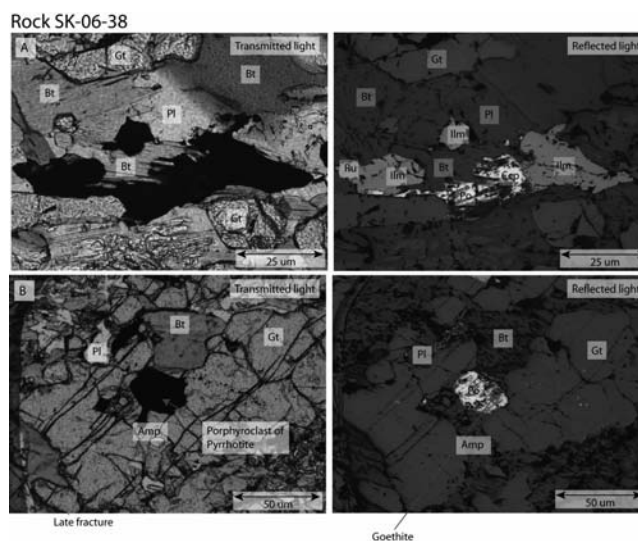 Rock SK-06-38
A
Gt
Transmitted light
Bt
Bt
Pl
Bt
Gt
25 um
Reflected light
Gt
Bt
Pl
Ilm
Ru
Ilm
Bt
Ccp
Ilm
Po
25 um
B
Transmitted light
Bt
Gt
Pl
Amp
Porphyroclast of
Pyrrhotite
50 um
Late fracture
Reflected light
Bt
Gt
Pl
Po
Amp
50 um
Goethite